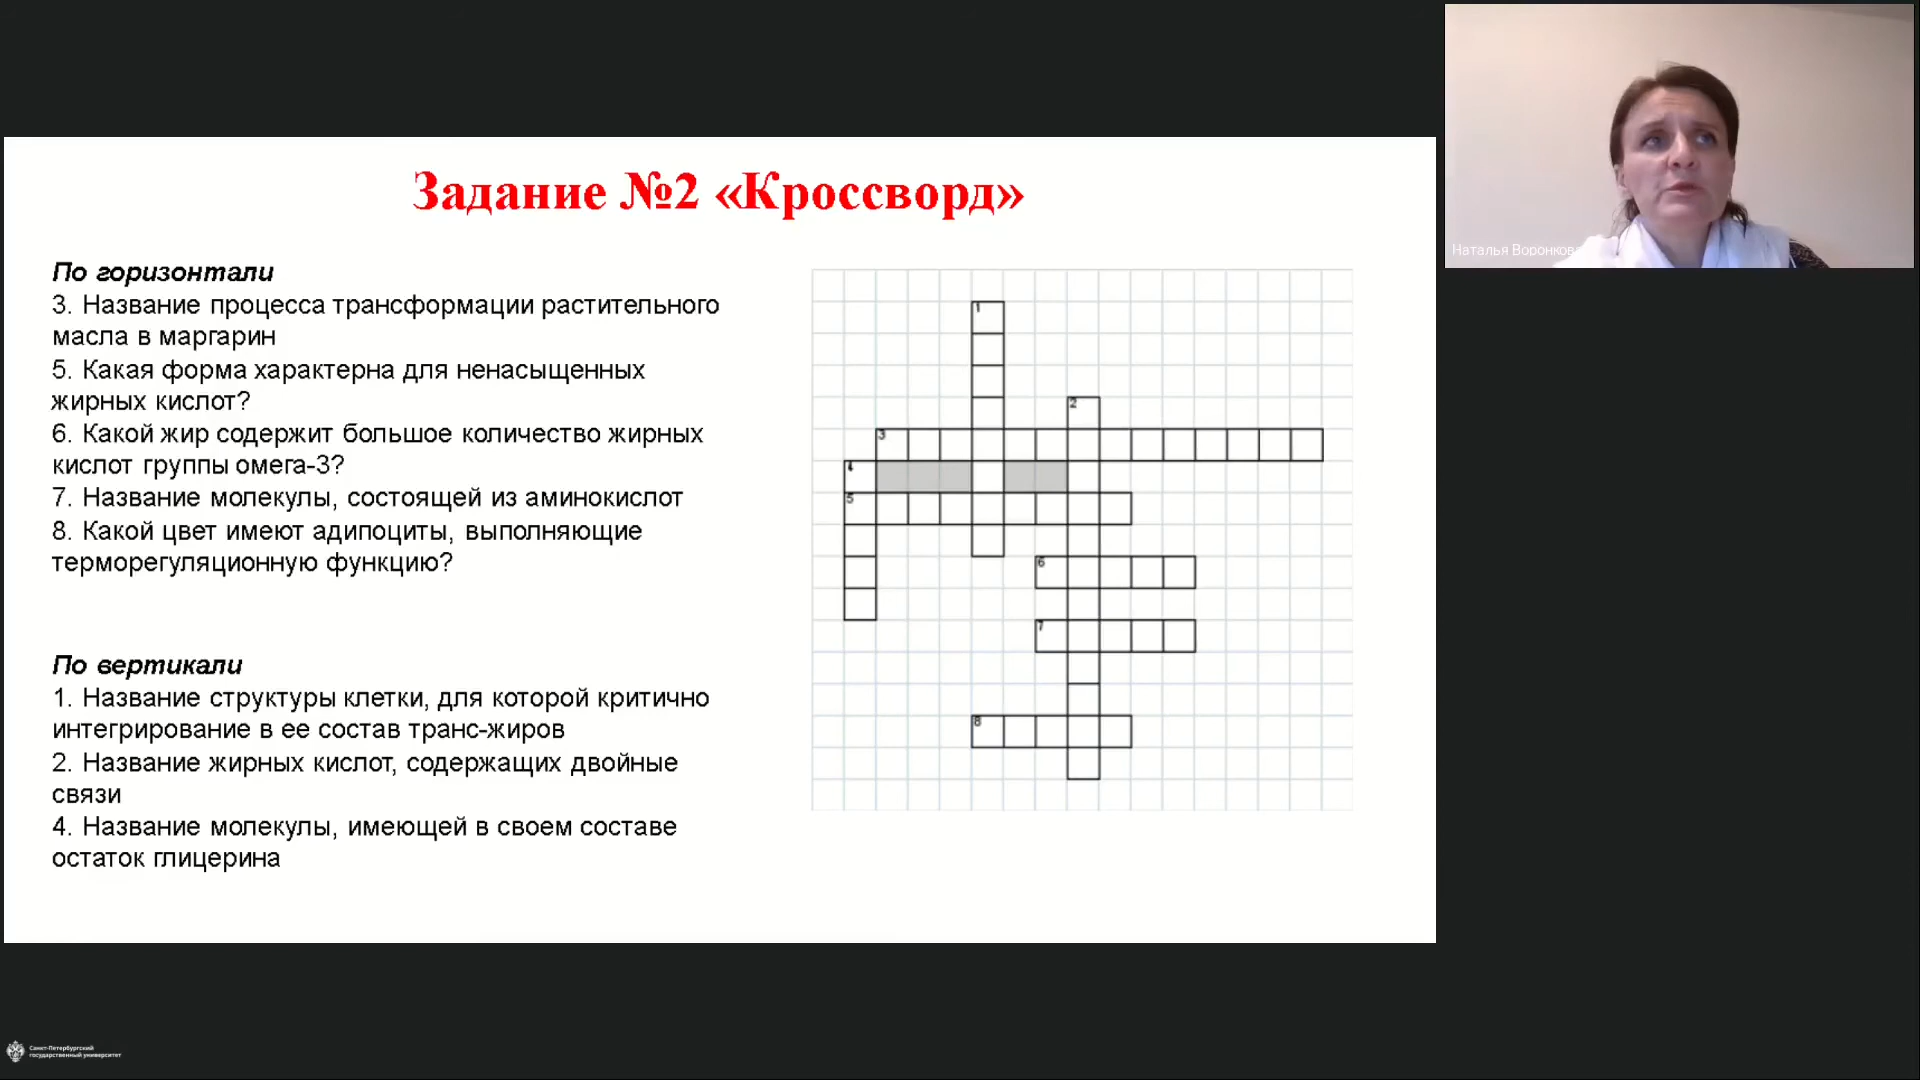 Задание №2 «Кроссворд»
По горизонтали
3. Название процесса трансформации растительного
масла в маргарин
5. Какая форма характерна для ненасыщенных
жирных кислот?
6. Какой жир содержит большое количество жирных
кислот группы омега-3?
7. Название молекулы, состоящей из аминокислот
8. Какой цвет имеют адипоциты, выполняющие
терморегуляционную функцию?
По вертикали
1. Название структуры клетки, для которой критично
интегрирование в ее состав транс-жиров
2. Название жирных кислот, содержащих двойные
связи
4. Название молекулы, имеющей в своем составе
остаток глицерина
1
2
3
4
5
6
7
8
Наталья Воронкова
Санкт-Петербургский
государственный университет